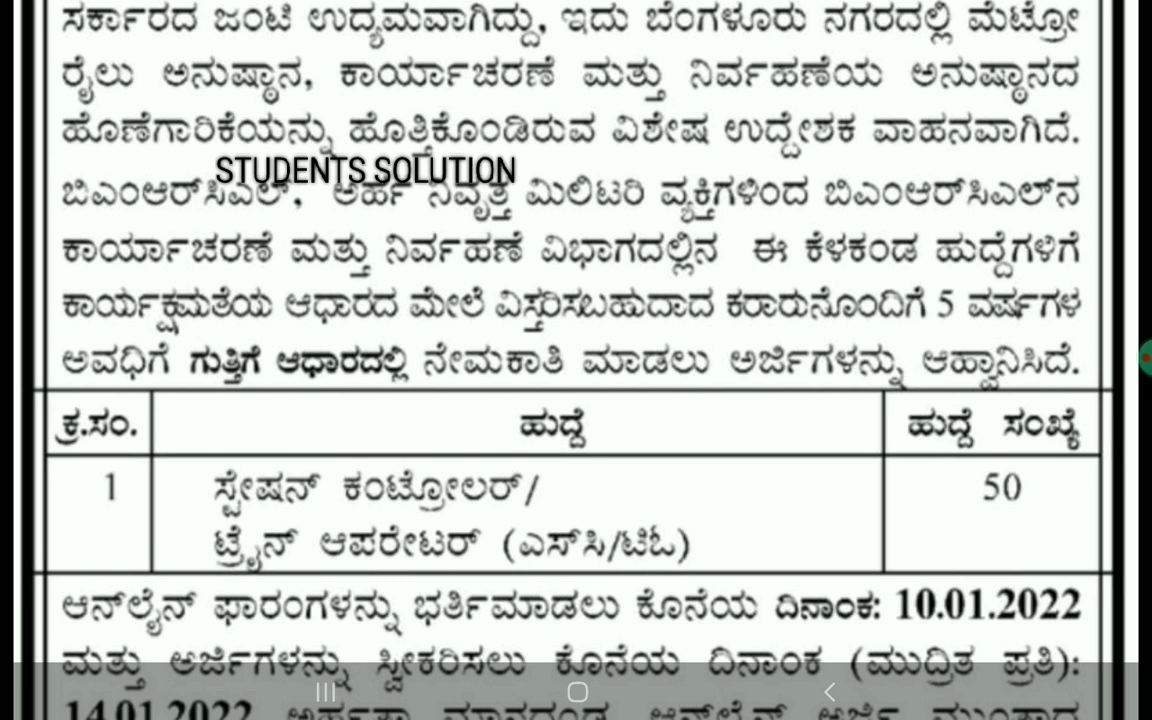 ಸರ್ಕಾರದ ಜಂಟಿ ಉದ್ಯಮವಾಗಿದ್ದು, ಇದು ಬೆಂಗಳೂರು ನಗರದಲ್ಲಿ ಮೆಟ್ರೋ
ರೈಲು ಅನುಷ್ಠಾನ, ಕಾರ್ಯಾಚರಣೆ ಮತ್ತು ನಿರ್ವಹಣೆಯ ಅನುಷ್ಠಾನದ
ಹೊಣೆಗಾರಿಕೆಯನ್ನು ಹೊತ್ತಿಕೊಂಡಿರುವ ವಿಶೇಷ ಉದ್ದೇಶಕ ವಾಹನವಾಗಿದೆ.
STUDENTS SOLUTION
ಬಿಎಂಆರ್‌ಸಿಎಲ್, ಅರ್ಹ ನಿವೃತ್ತ ಮಿಲಿಟರಿ ವ್ಯಕ್ತಿಗಳಿಂದ ಬಿಎಂಆರ್‌ಸಿಎಲ್‌ನ
ಕಾರ್ಯಾಚರಣೆ ಮತ್ತು ನಿರ್ವಹಣೆ ವಿಭಾಗದಲ್ಲಿನ ಈ ಕೆಳಕಂಡ ಹುದ್ದೆಗಳಿಗೆ
ಕಾರ್ಯಕ್ಷಮತೆಯ ಆಧಾರದ ಮೇಲೆ ವಿಸ್ತರಿಸಬಹುದಾದ ಕರಾರುನೊಂದಿಗೆ 5 ವರ್ಷಗಳ
ಅವಧಿಗೆ ಗುತ್ತಿಗೆ ಆಧಾರದಲ್ಲಿ ನೇಮಕಾತಿ ಮಾಡಲು ಅರ್ಜಿಗಳನ್ನು ಆಹ್ವಾನಿಸಿದೆ.
ಕ್ರ.ಸಂ. ಹುದ್ದೆ ಹುದ್ದೆ ಸಂಖ್ಯೆ
1 ಸ್ಟೇಷನ್ ಕಂಟ್ರೋಲರ್/ 50
ಟ್ರೈನ್ ಆಪರೇಟರ್ (ಎಸ್‌ಸಿ/ಟಿಓ)
ಆನ್‌ಲೈನ್ ಫಾರಂಗಳನ್ನು ಭರ್ತಿಮಾಡಲು ಕೊನೆಯ ದಿನಾಂಕ: 10.01.2022
ಮತ್ತು ಅರ್ಜಿಗಳನ್ನು ಸ್ವೀಕರಿಸಲು ಕೊನೆಯ ದಿನಾಂಕ (ಮುದ್ರಿತ ಪ್ರತಿ):
14.01.2022